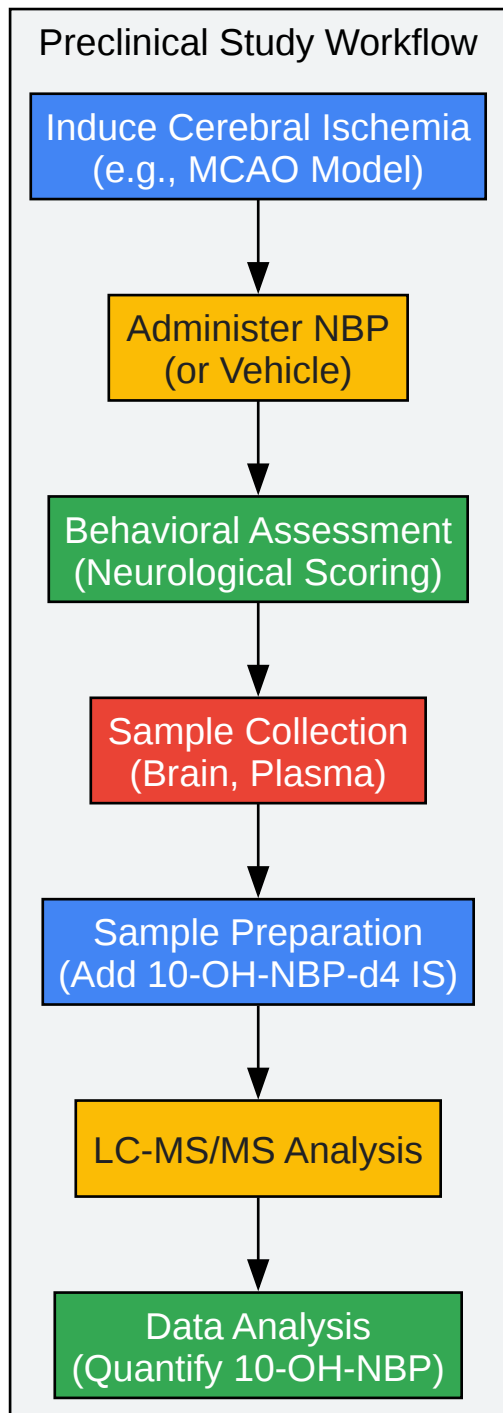 Preclinical Study Workflow
Induce Cerebral Ischemia
(e.g., MCAO Model)
Administer NBP
(or Vehicle)
Behavioral Assessment
(Neurological Scoring)
Sample Collection
(Brain, Plasma)
Sample Preparation
(Add 10-OH-NBP-d4 IS)
LC-MS/MS Analysis
Data Analysis
(Quantify 10-OH-NBP)